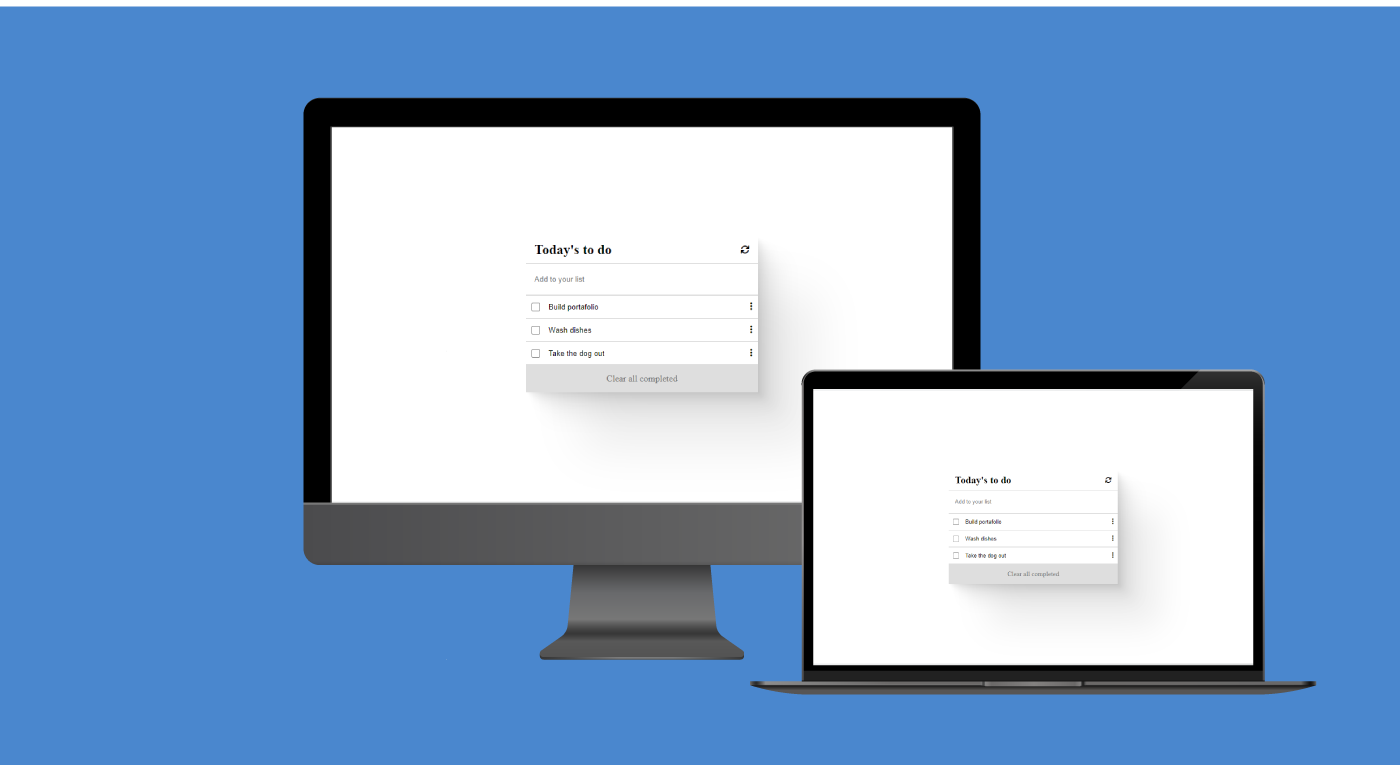 Today's to do
Add to your list
Build portafolio
Wash dishes
Take the dog out
Clear all completed
Today's to do
Add to your list
Build portafolio
Wash dishes
Take the dog out
Clear all completed